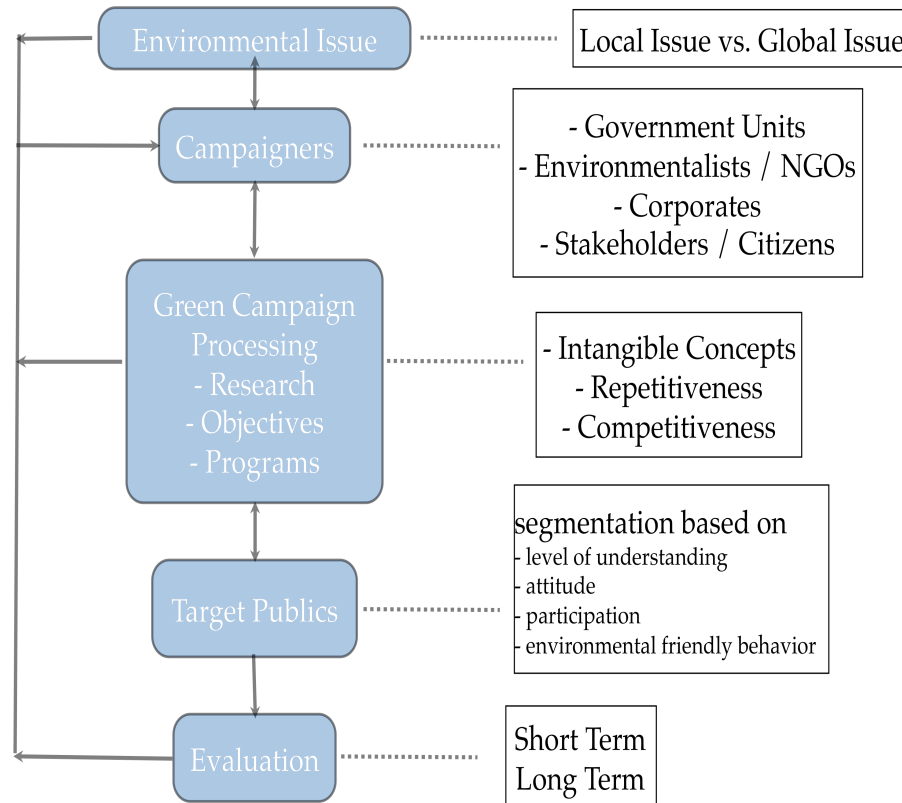 Environmental Issue
Local Issue vs. Global Issue
Campaigners
- Government Units
- Environmentalists / NGOs
- Corporates
- Stakeholders / Citizens
Green Campaign
Processing
- Research
- Objectives
- Programs
- Intangible Concepts
- Repetitiveness
- Competitiveness
Target Publics
segmentation based on
- level of understanding
- attitude
- participation
- environmental friendly behavior
Evaluation
Short Term
Long Term